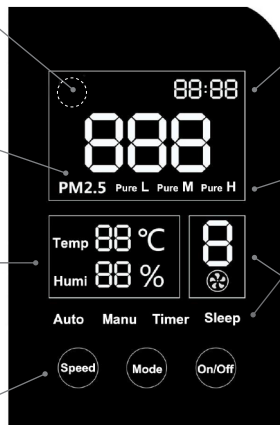 88:88
888
PM2.5 Pure L Pure M Pure H
Temp 88 °C
8
Humi 88 %
Auto Manu Timer Sleep
Speed Mode On/Off